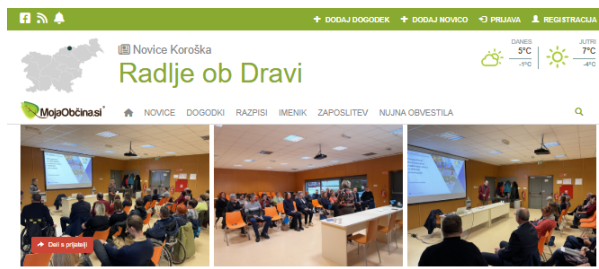 + DODAJ DOGODEK + DODAJ NOVICO PRIJAVA REGISTRACIJA
Novice Koroška
Radlje ob Dravi
DANES
5°C
-1°C
JUTRI
7°C
-4°C
MojaObčina.si
NOVICE DOGODKI RAZPISI IMENIK ZAPOSLITEV NUJNA OBVESTILA
Deli s prijatelji